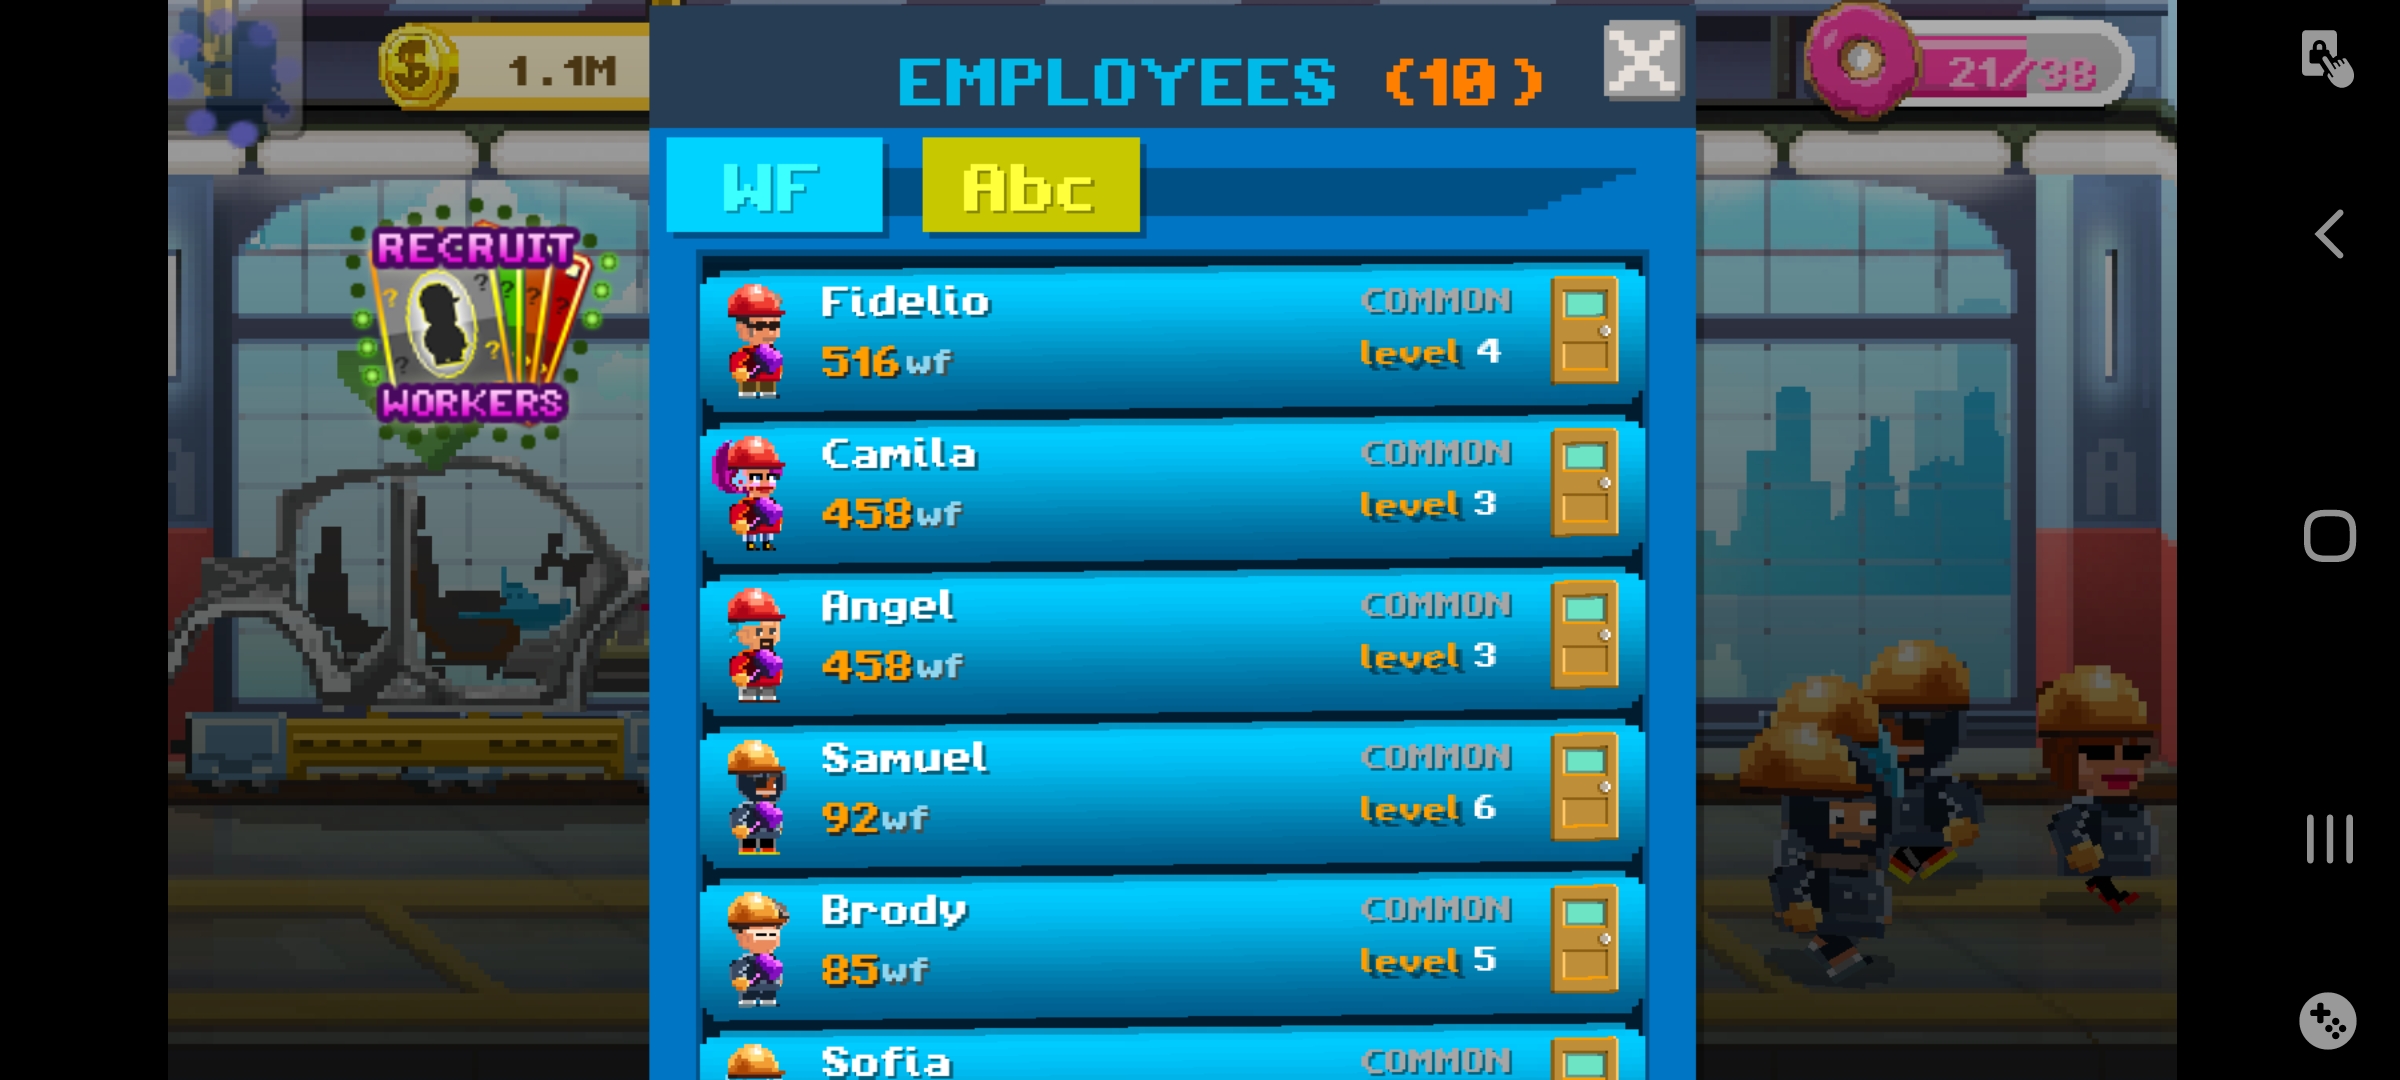 1.1M
EMPLOYEES (10)
21/30
WF
Abc
RECRUIT
WORKERS
Fidelio
COMMON
516wf
level 4
Camila
COMMON
458wf
level 3
Angel
COMMON
458wf
level 3
Samuel
COMMON
92wf
level 6
Brody
COMMON
85wf
level 5
Sofia
COMMON